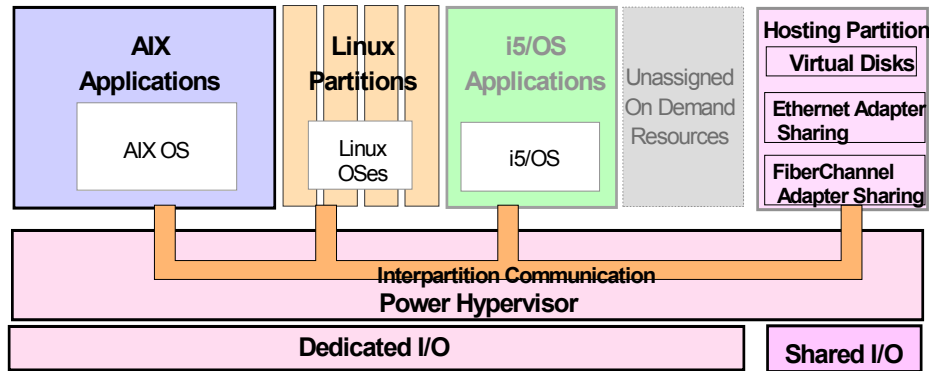 AIX
Applications
AIX OS
Linux
Partitions
Linux
OSes
i5/OS
Applications
i5/OS
Unassigned
On Demand
Resources
Hosting Partition
Virtual Disks
Ethernet Adapter
Sharing
FiberChannel
Adapter Sharing
Interpartition Communication
Power Hypervisor
Dedicated I/O
Shared I/O